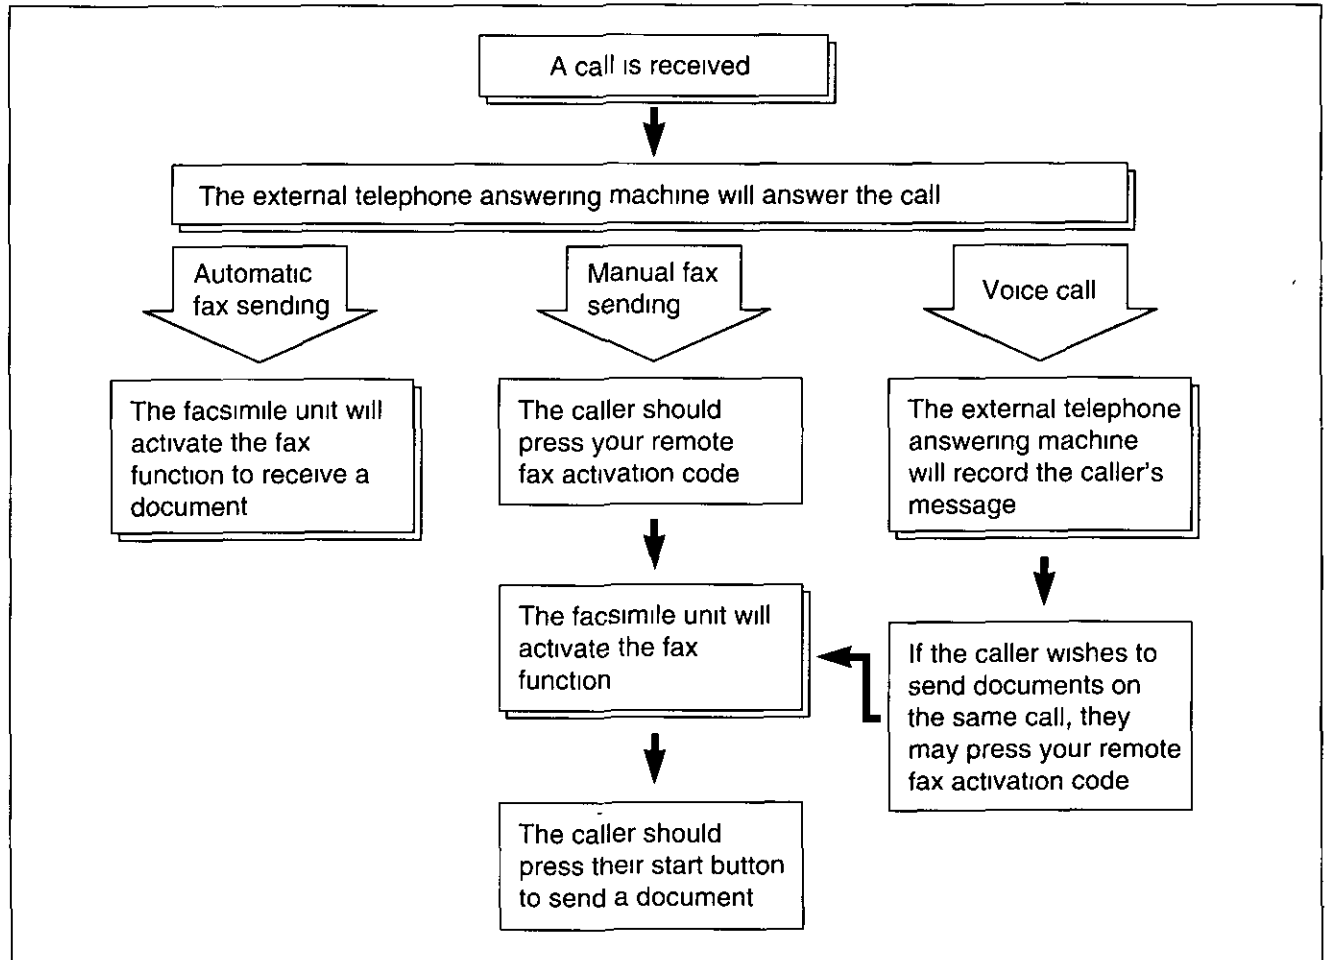 A call is received
The external telephone answering machine will answer the call
Automatic
fax sending
Manual fax
sending
Voice call
The facsimile unit will
activate the fax
function to receive a
document
The caller should
press your remote
fax activation code
The external telephone
answering machine
will record the caller's
message
The facsimile unit will
activate the fax
function
If the caller wishes to
send documents on
the same call, they
may press your remote
fax activation code
The caller should
press their start button
to send a document